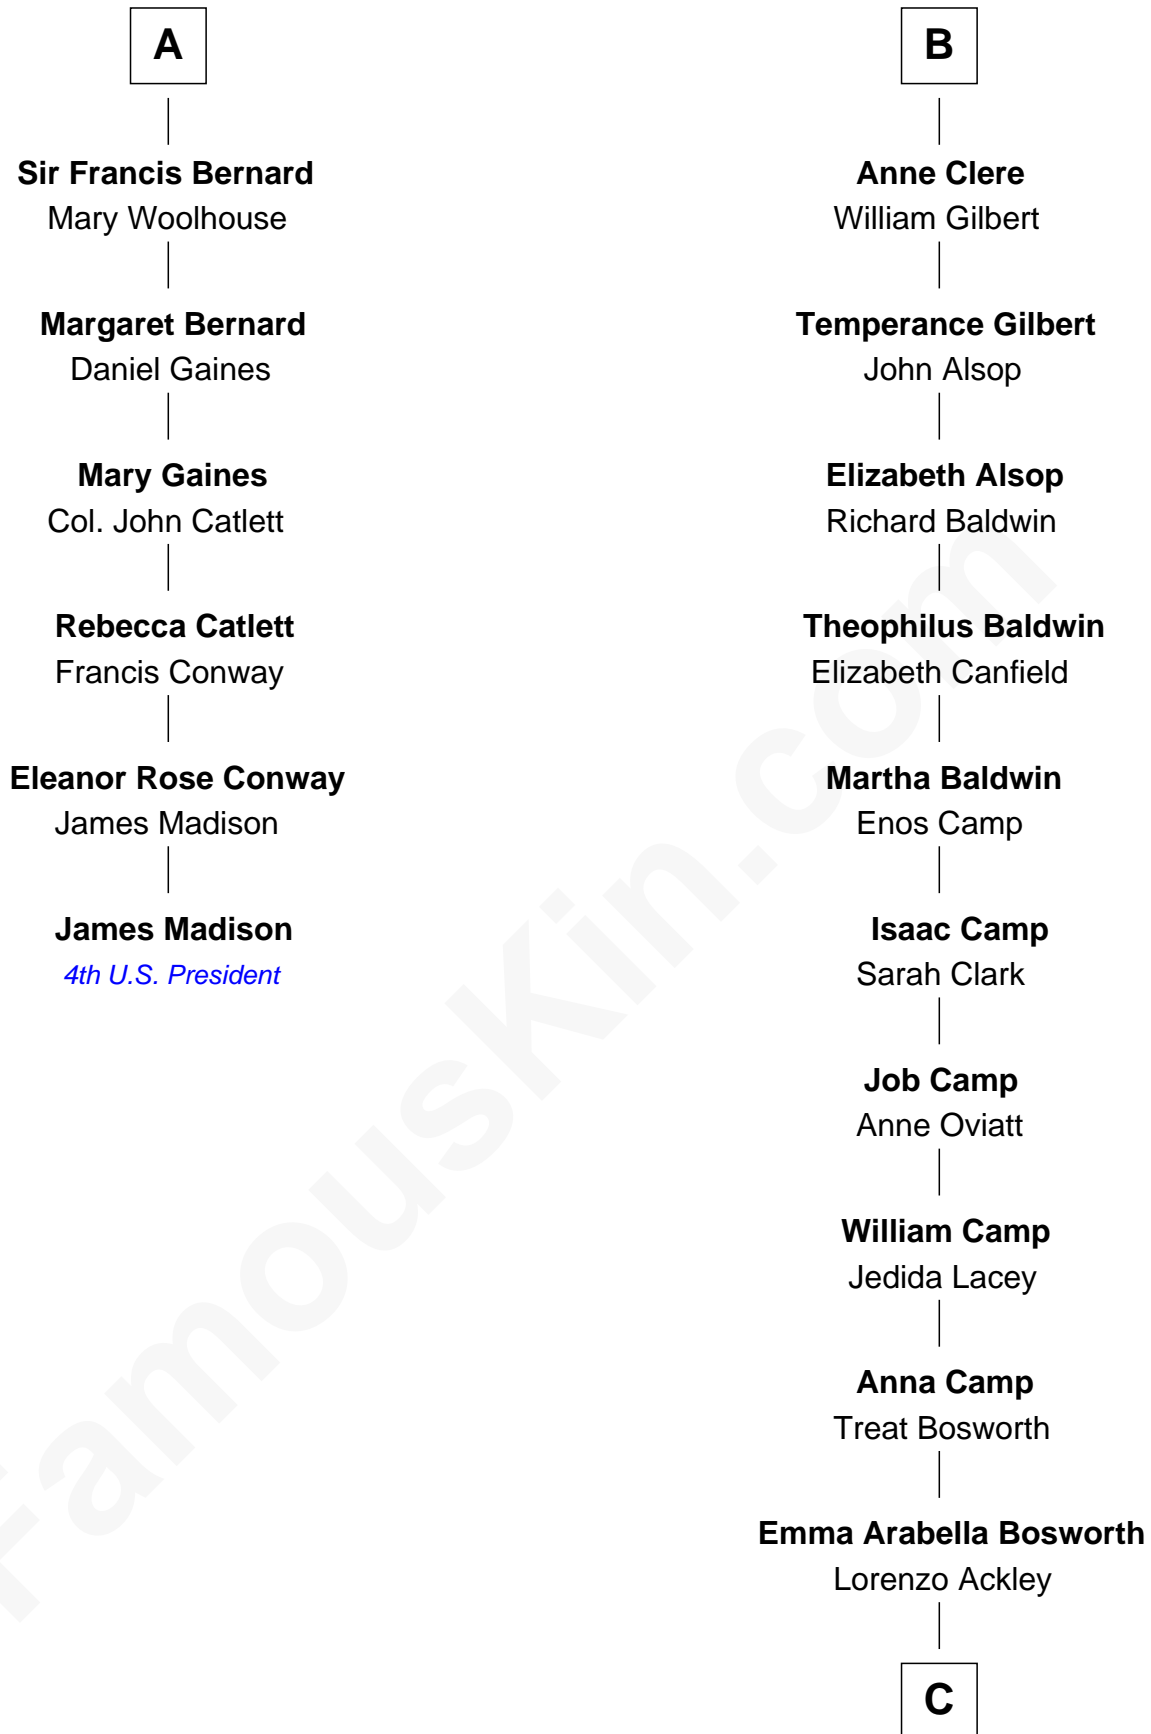 A
Sir Francis Bernard
Mary Woolhouse
Margaret Bernard
Daniel Gaines
Mary Gaines
Col. John Catlett
Rebecca Catlett
Francis Conway
Eleanor Rose Conway
James Madison
James Madison
4th U.S. President
B
Anne Clere
William Gilbert
Temperance Gilbert
John Alsop
Elizabeth Alsop
Richard Baldwin
Theophilus Baldwin
Elizabeth Canfield
Martha Baldwin
Enos Camp
Isaac Camp
Sarah Clark
Job Camp
Anne Oviatt
William Camp
Jedida Lacey
Anna Camp
Treat Bosworth
Emma Arabella Bosworth
Lorenzo Ackley
C
FamousKin.com